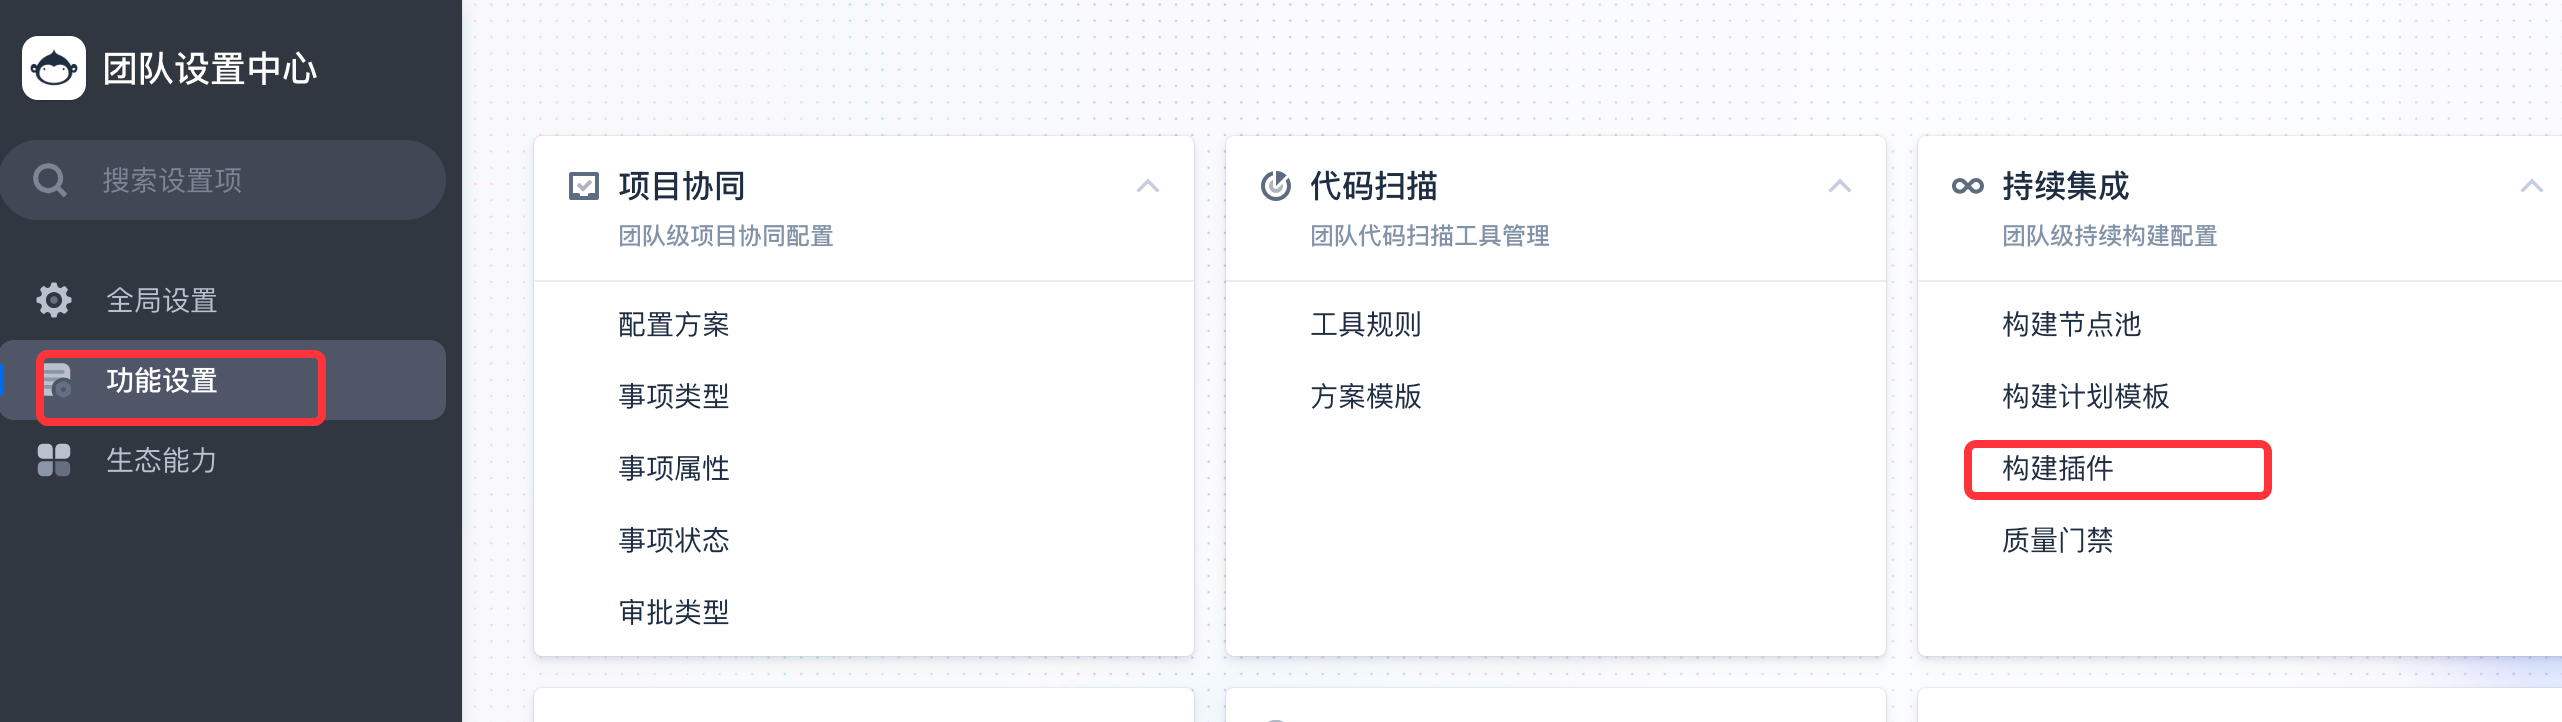 团队设置中心
搜索设置项
全局设置
功能设置
生态能力
项目协同
团队级项目协同配置
配置方案
事项类型
事项属性
事项状态
审批类型
代码扫描
团队代码扫描工具管理
工具规则
方案模版
持续集成
团队级持续构建配置
构建节点池
构建计划模板
构建插件
质量门禁